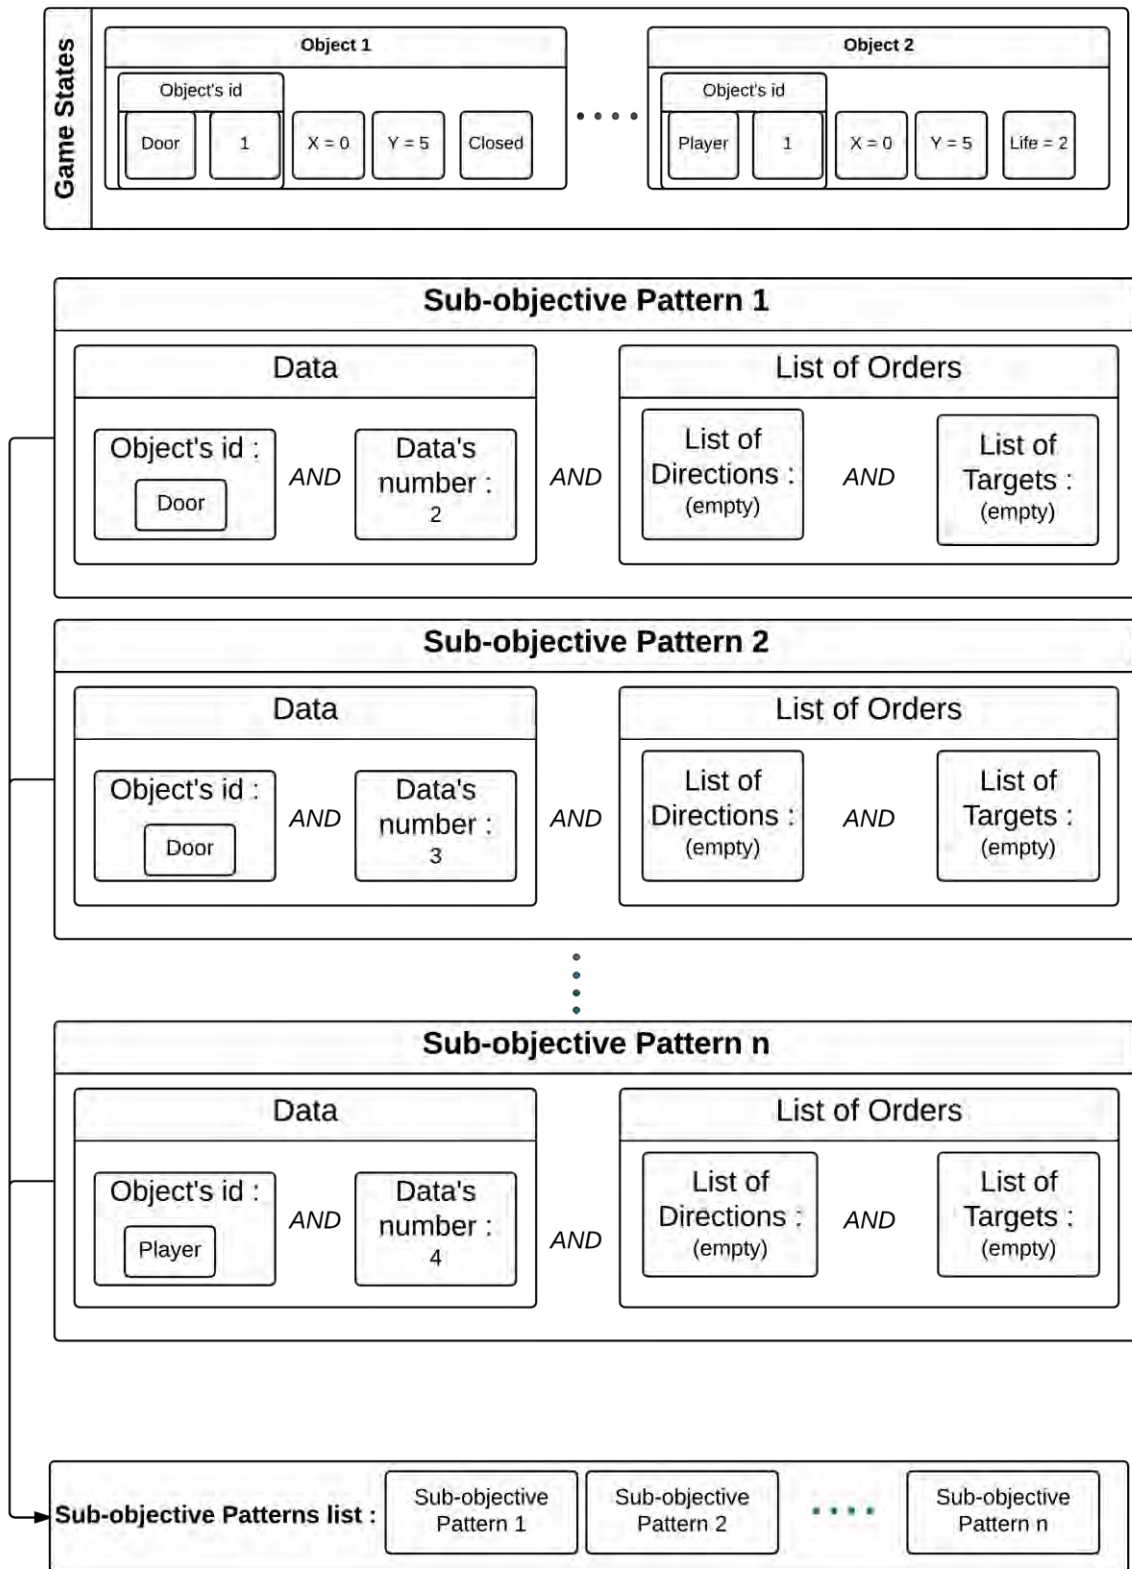 Game States
Object 1
Object's id
Door
1
X = 0
Y = 5
Closed
Object 2
Object's id
Player
1
X = 0
Y = 5
Life = 2
Sub-objective Pattern 1
Data
Object's id :
Door
AND
Data's
number :
2
AND
List of Orders
List of
Directions :
(empty)
AND
List of
Targets :
(empty)
Sub-objective Pattern 2
Data
Object's id :
Door
AND
Data's
number :
3
AND
List of Orders
List of
Directions :
(empty)
AND
List of
Targets :
(empty)
Sub-objective Pattern n
Data
Object's id :
Player
AND
Data's
number :
4
AND
List of Orders
List of
Directions :
(empty)
AND
List of
Targets :
(empty)
Sub-objective Patterns list :
Sub-objective
Pattern 1
Sub-objective
Pattern 2
Sub-objective
Pattern n